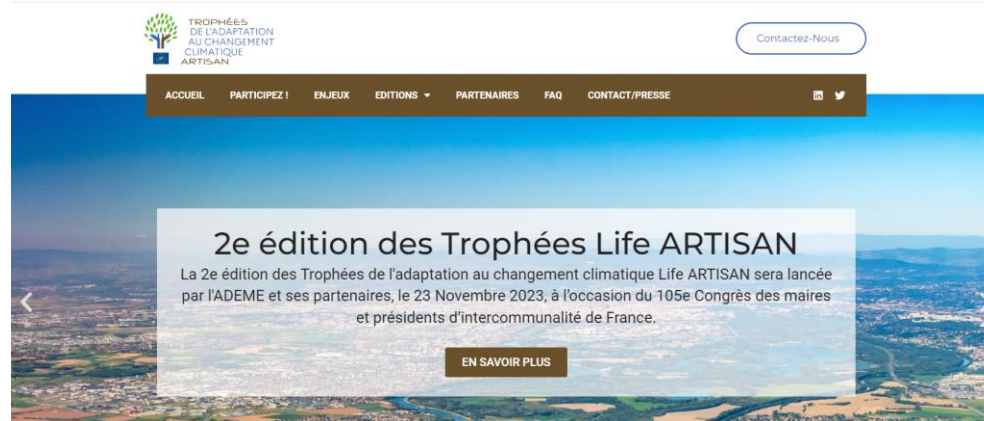 TROPHÉES
DE L'ADAPTATION
AU CHANGEMENT
CLIMATIQUE
ARTISAN
Contactez-Nous
ACCUEIL PARTICIPEZ ! ENJEUX EDITIONS PARTENAIRES FAQ CONTACT/PRESSE in
2e édition des Trophées Life ARTISAN
La 2e édition des Trophées de l'adaptation au changement climatique Life ARTISAN sera lancée
par l'ADEME et ses partenaires, le 23 Novembre 2023, à l'occasion du 105e Congrès des maires
et présidents d'intercommunalité de France.
EN SAVOIR PLUS